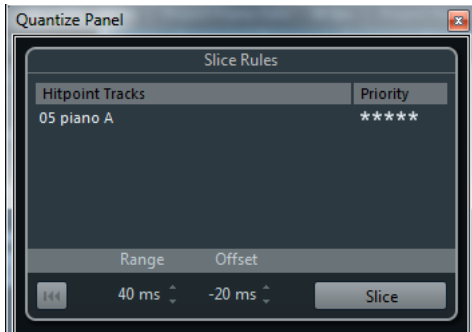 Quantize Panel
Slice Rules
Hitpoint Tracks Priority
05 piano A *****
Range Offset
40 ms -20 ms Slice